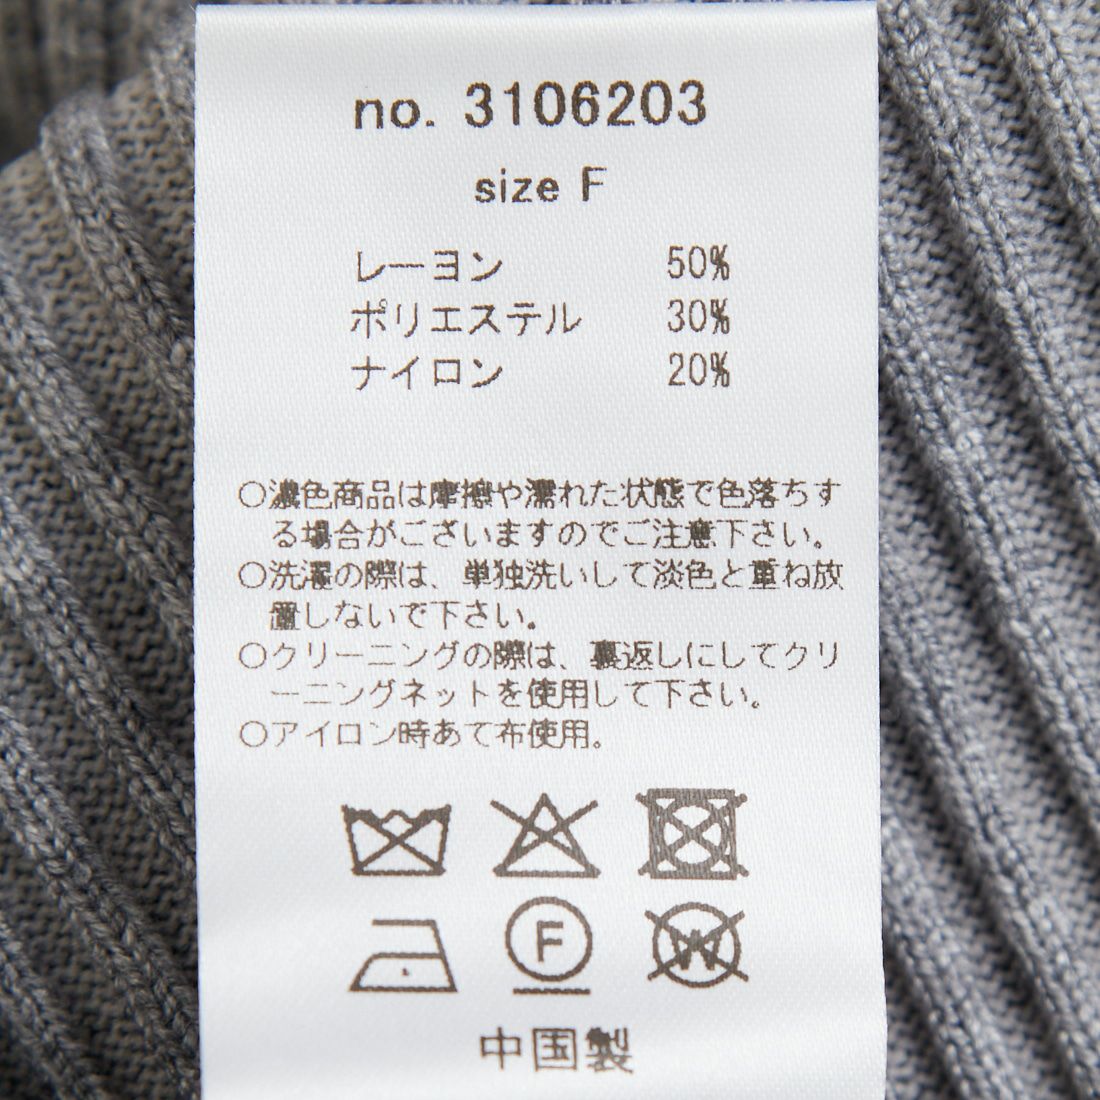 no. 3106203
size F
レーヨン 50%
ポリエステル 30%
ナイロン 20%
○濃色商品は摩擦や濡れた状態で色落ちす
る場合がございますのでご注意下さい。
○洗濯の際は、単独洗いして淡色と重ね放
置しないで下さい。
○クリーニングの際は、裏返しにしてクリ
ーニングネットを使用して下さい。
○アイロン時あて布使用。
F
W
中国製